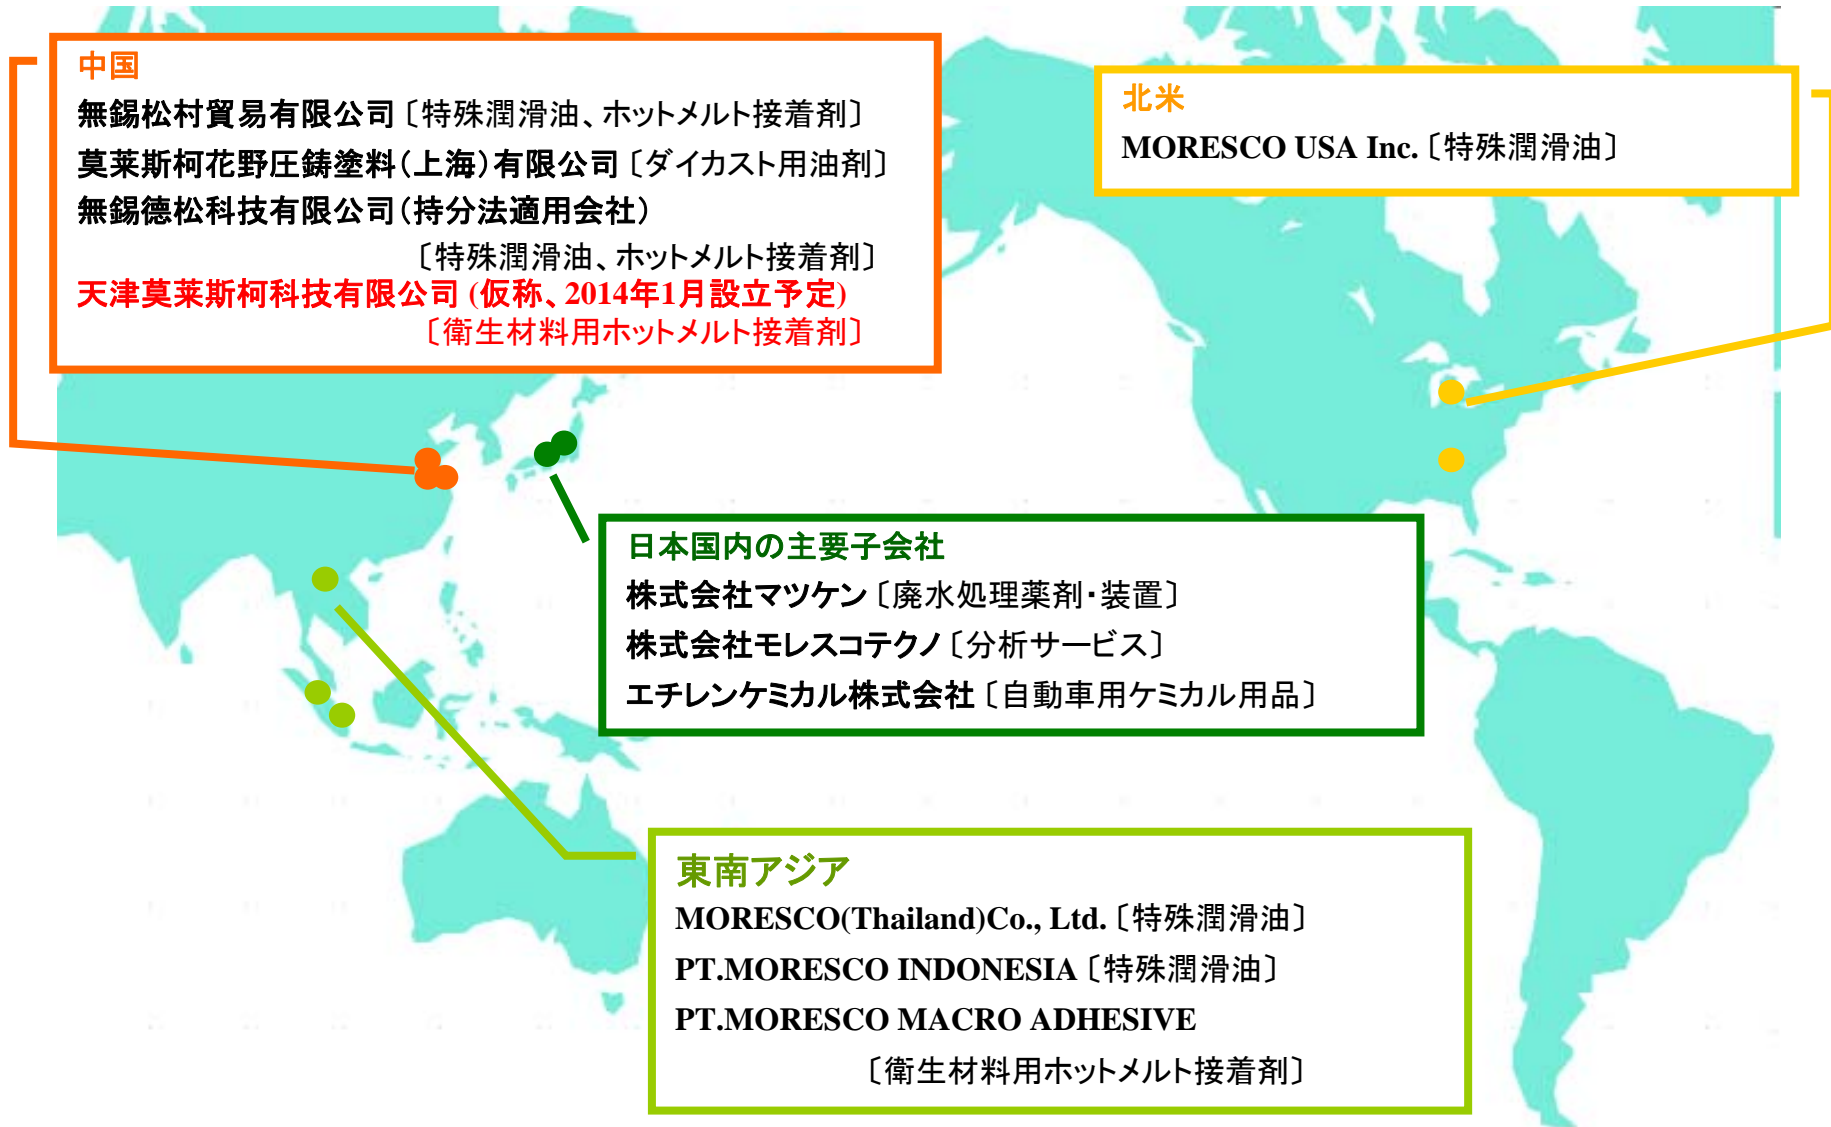 中国
無錫松村貿易有限公司〔特殊潤滑油、ホットメルト接着剤〕
莫莱斯柯花野圧鋳塗料(上海)有限公司〔ダイカスト用油剤〕
無錫德松科技有限公司(持分法適用会社)
〔特殊潤滑油、ホットメルト接着剤〕
天津莫莱斯柯科技有限公司 (仮称、2014年1月設立予定)
〔衛生材料用ホットメルト接着剤〕
北米
MORESCO USA Inc.〔特殊潤滑油〕
日本国内の主要子会社
株式会社マツケン〔廃水処理薬剤・装置〕
株式会社モレスコテクノ〔分析サービス〕
エチレンケミカル株式会社〔自動車用ケミカル用品〕
東南アジア
MORESCO(Thailand)Co., Ltd.〔特殊潤滑油〕
PT.MORESCO INDONESIA〔特殊潤滑油〕
PT.MORESCO MACRO ADHESIVE
〔衛生材料用ホットメルト接着剤〕